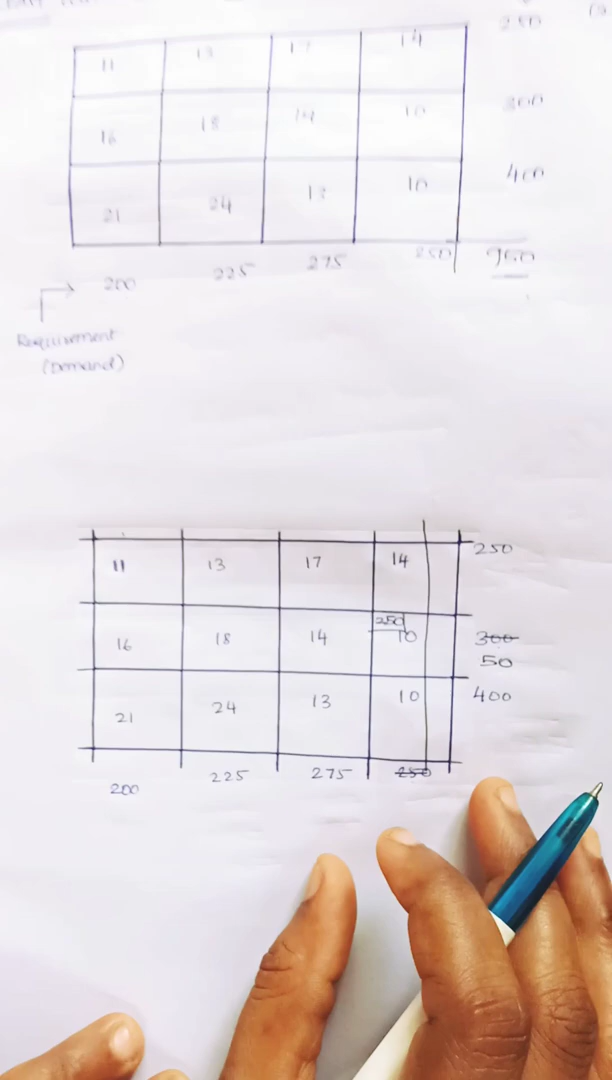 250
11 13 17 14
300
16 18 14 10
400
21 24 13 10
200 225 275 250 950
Requirement
(Demand)
11 13 17 14 250
250
16 18 14 10 300
50
21 24 13 10 400
200 225 275 250